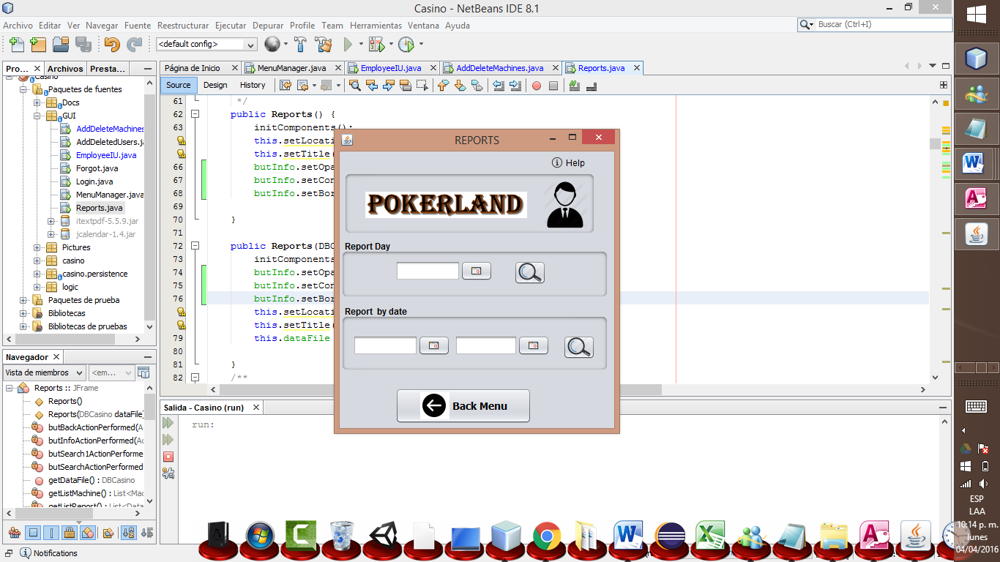 Casino - NetBeans IDE 8.1
Archivo Editar Ver Navegar Fuente Reestructurar Ejecutar Depurar Profile Team Herramientas Ventana Ayuda
Buscar (Ctrl+I)
<default config>
Pro... Archivos Presta...
Página de Inicio MenuManager.java EmployeeIU.java AddDeleteMachines.java Reports.java
Source Design History
Casino
Paquetes de fuentes
Docs
GUI
AddDeleteMachines
AddDeletedUsers.ja
EmployeeIU.java
Forgot.java
Login.java
MenuManager.java
Reports.java
itextpdf-5.5.9.jar
jcalendar-1.4.jar
Pictures
casino
casino.persistence
logic
Paquetes de prueba
Bibliotecas
Bibliotecas de pruebas
61 */
62 public Reports() {
63 initComponents();
this.setLocati
this.setTitle(
66 butInfo.setOpa
67 butInfo.setCon
68 butInfo.setBor
69
70 }
71
72 public Reports(DBC
73 initComponents
74 butInfo.setOpa
75 butInfo.setCon
76 butInfo.setBor
this.setLocati
this.setTitle(
79 this.dataFile
80
81 }
82 /**
REPORTS
Help
POKERLAND
Report Day
Report by date
Back Menu
Navegador
Vista de miembros <em...
Reports :: JFrame
Reports()
Reports(DBCasino dataFile)
butBackActionPerformed(A
butInfoActionPerformed(Ac
butSearch1ActionPerforme
butSearchActionPerformed
getDataFile() : DBCasino
getListMachine() : List<Mac
getListReport() : List<Data
Salida - Casino (run)
run:
Notifications
ESP
LAA
10:14 p. m.
lunes
04/04/2016